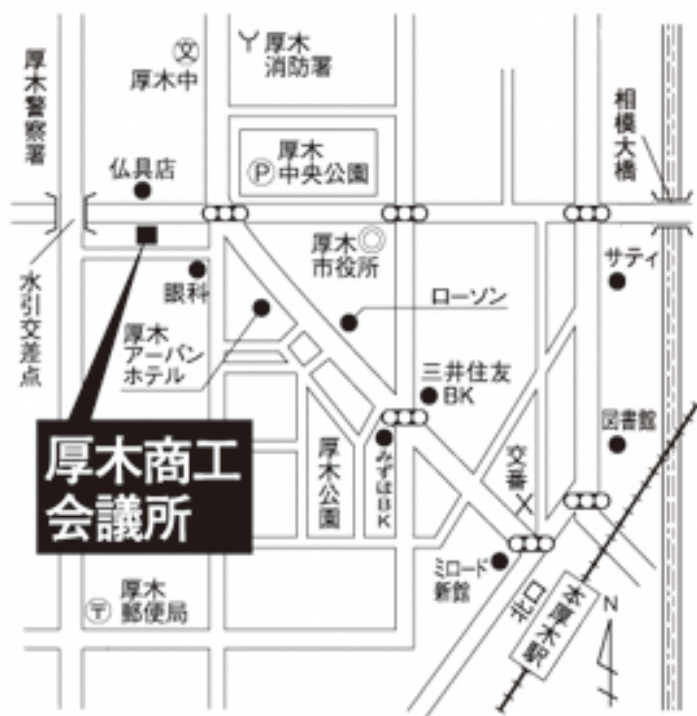 厚木警察署
文
厚木中
厚木
消防署
相模大橋
仏具店
P
厚木
中央公園
厚木
市役所
サティ
水引交差点
眼科
ローソン
厚木
アーバン
ホテル
三井住友
BK
厚木商工
会議所
厚木公園
みずほBK
交番
図書館
ミロード
新館
北口
本厚木駅
N
〒
厚木
郵便局